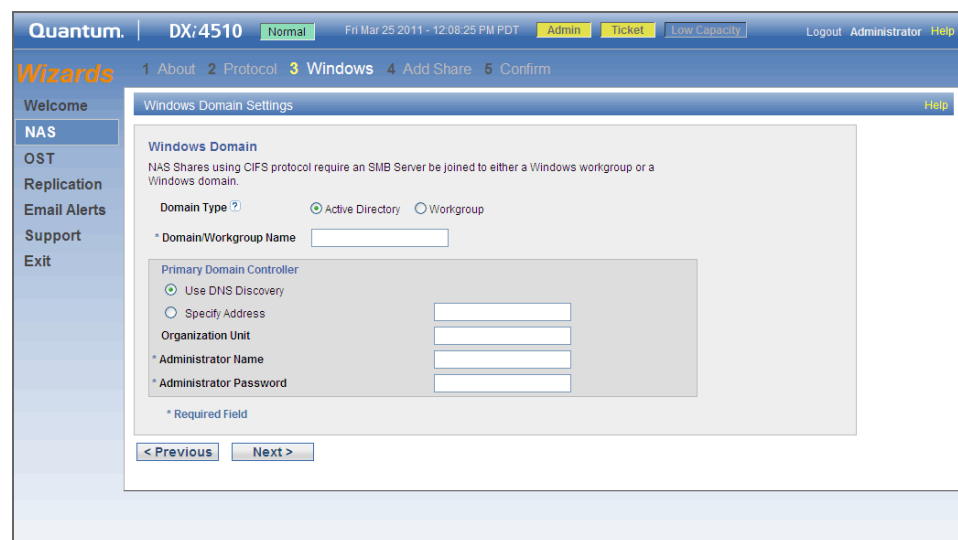 Quantum. DXi4510 Normal Fri Mar 25 2011 - 12:08:25 PM PDT Admin Ticket Low Capacity Logout Administrator Help
Wizards 1 About 2 Protocol 3 Windows 4 Add Share 5 Confirm
Welcome
NAS
OST
Replication
Email Alerts
Support
Exit
Windows Domain Settings Help
Windows Domain
NAS Shares using CIFS protocol require an SMB Server be joined to either a Windows workgroup or a
Windows domain.
Domain Type ? Active Directory Workgroup
* Domain/Workgroup Name
Primary Domain Controller
Use DNS Discovery
Specify Address
Organization Unit
* Administrator Name
* Administrator Password
* Required Field
< Previous Next >